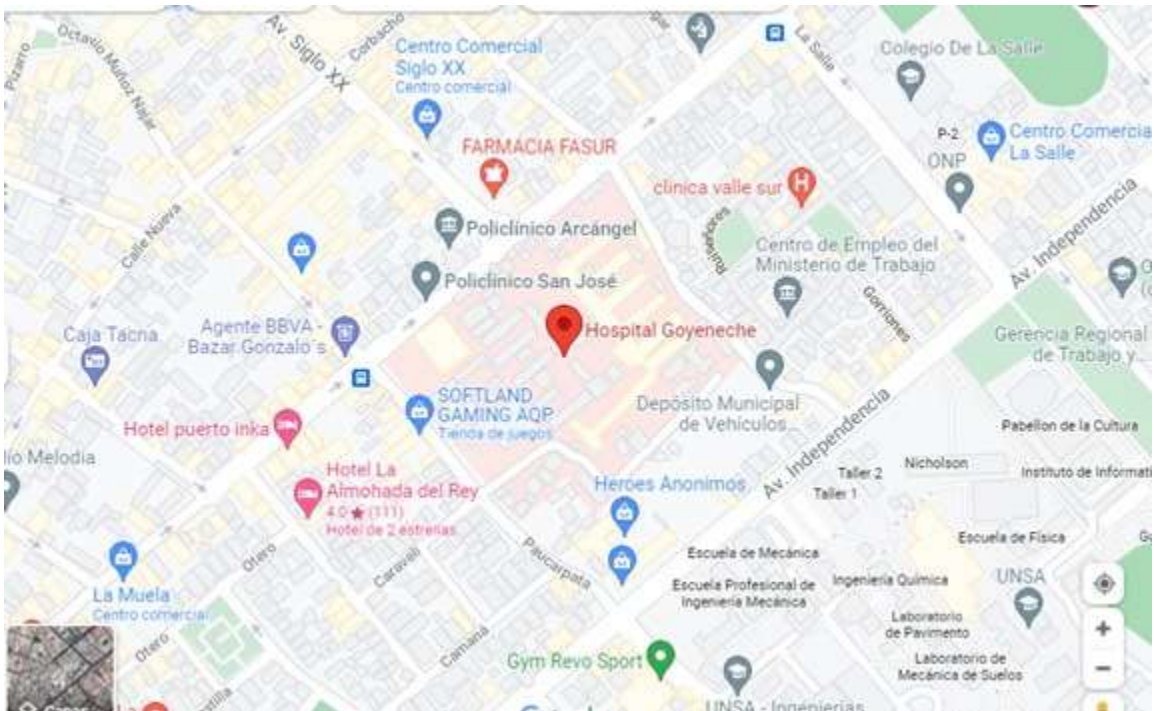 Octavio Muñoz Najar
Pizarro
Av. Siglo XX
Corbacho
Centro Comercial
Siglo XX
Centro comercial
La Salle
Colegio De La Salle
P-2
Centro Comercia
La Salle
ONP
FARMACIA FASUR
clinica valle sur
Av. Independencia
Calle Nueva
Policlínico Arcángel
Ruiseñores
Centro de Empleo del
Ministerio de Trabajo
Policlínico San José
Gorriones
Caja Tacna
Agente BBVA -
Bazar Gonzalo´s
Hospital Goyeneche
Gerencia Regional
de Trabajo y...
SOFTLAND
GAMING AQP
Tienda de juegos
Depósito Municipal
de Vehículos...
Av. Independencia
Hotel puerto inka
Pabellon de la Cultura
Melodia
Hotel La
Almohada del Rey
4.0 ★ (111)
Hotel de 2 estrellas
Heroes Anonimos
Taller 2
Nicholson
Instituto de Informati
Taller 1
Otero
Caraveli
Paucarpata
Escuela de Mecánica
Escuela de Física
La Muela
Centro comercial
Escuela Profesional de
Ingeniería Mecánica
Ingeniería Química
UNSA
Laboratorio
de Pavimento
Otero
Camaná
Gym Revo Sport
Laboratorio de
Mecánica de Suelos
UNSA - Ingenierías
Capas